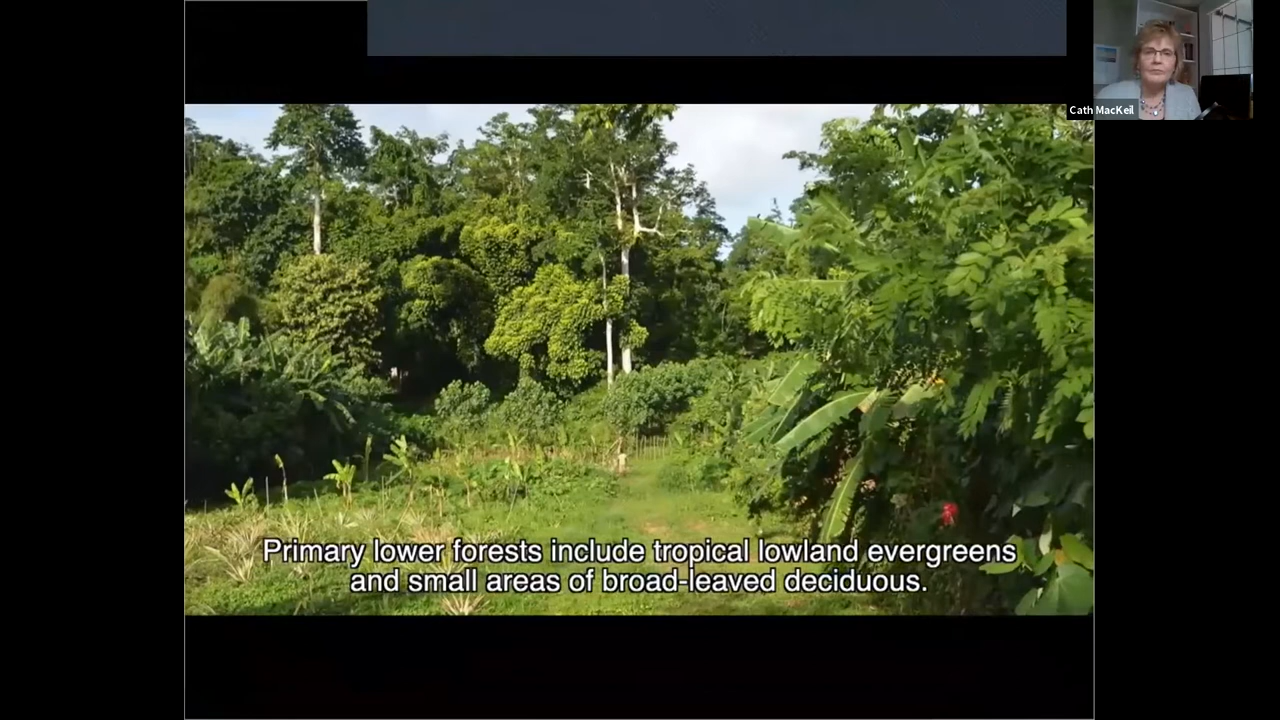 Cath MacKeil
Primary lower forests include tropical lowland evergreens
and small areas of broad-leaved deciduous.